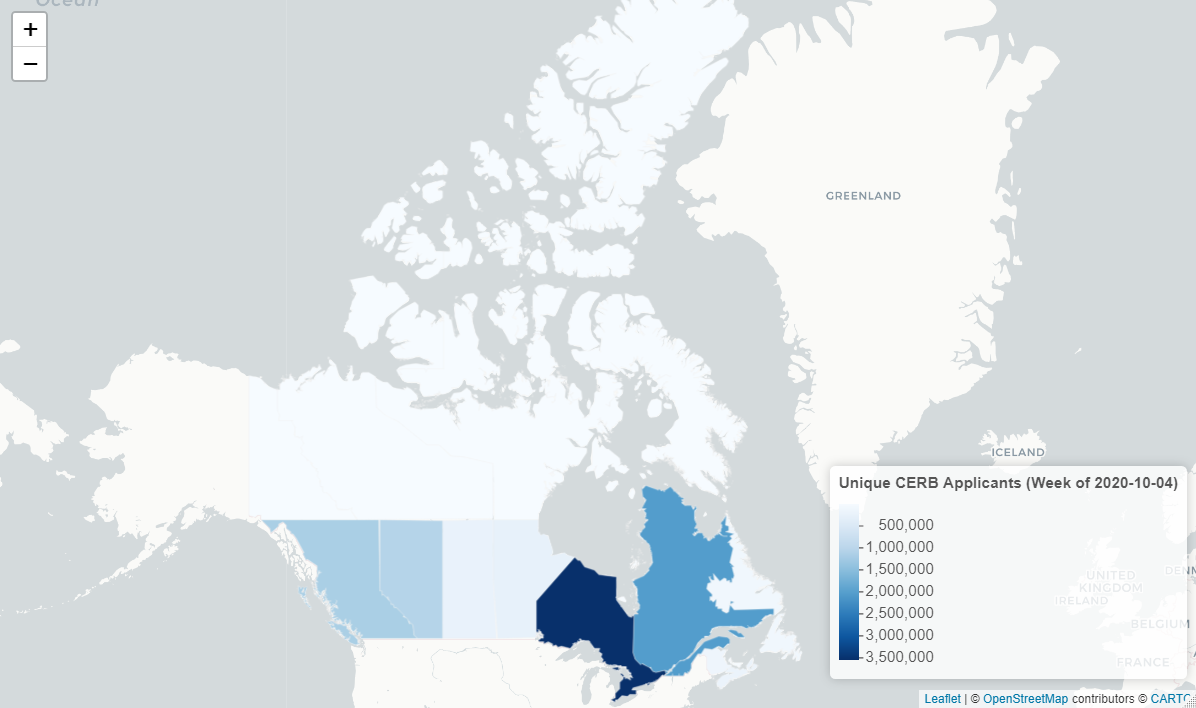 Ocean
+
−
GREENLAND
ICELAND
Unique CERB Applicants (Week of 2020-10-04)
500,000
1,000,000
1,500,000
2,000,000
2,500,000
3,000,000
3,500,000
UNITED
KINGDOM
IRELAND
BELGIUM
FRANCE
Leaflet | © OpenStreetMap contributors © CARTO